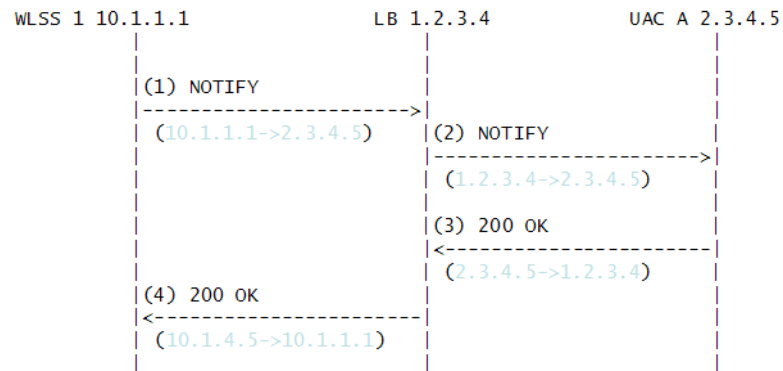 WLSS 1 10.1.1.1 LB 1.2.3.4 UAC A 2.3.4.5
(1) NOTIFY
(10.1.1.1->2.3.4.5) (2) NOTIFY
(1.2.3.4->2.3.4.5)
(3) 200 OK
(2.3.4.5->1.2.3.4)
(4) 200 OK
(10.1.4.5->10.1.1.1)